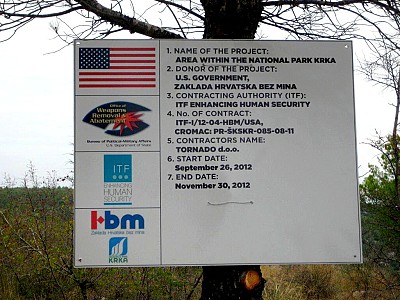 1. NAME OF THE PROJECT:
AREA WITHIN THE NATIONAL PARK KRKA
2. DONOŘ OF THE PROJECT:
U.S. GOVERNMENT,
ZAKLADA HRVATSKA BEZ MINA
3. CONTRACTING AUTHORITY (ITF):
ITF ENHANCING HUMAN SECURITY
4. No. OF CONTRACT:
ITF-I/12-04-HBM/USA,
CROMAC: PR-ŠKSKR-085-08-11
5. CONTRACTORS NAME:
TORNADO d.o.o.
6. START DATE:
September 26, 2012
7. END DATE:
November 30, 2012
Office of
Weapons
Removal &
Abatement
Bureau of Political-Military Affairs
U.S. Department of State
ITF
ENHANCING
HUMAN
SECURITY
hbm
Zaklada Hrvatska Bez Mina
KRKA